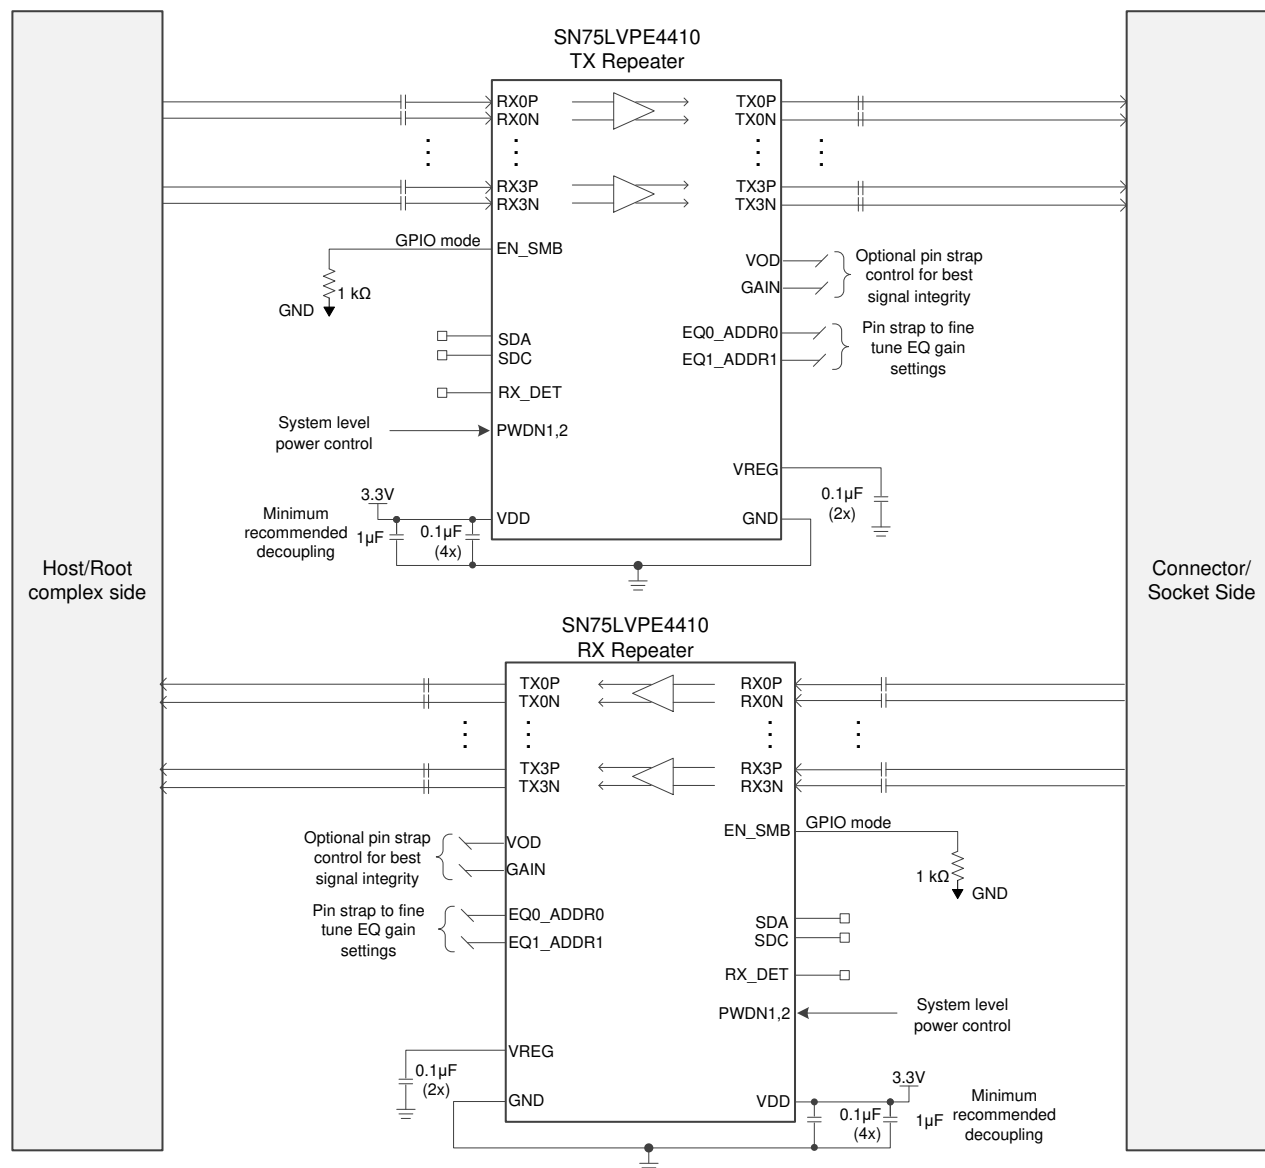 SN75LVPE4410
TX Repeater
RX0P
RX0N
RX3P
RX3N
TX0P
TX0N
TX3P
TX3N
GPIO mode
EN_SMB
1 kΩ
GND
SDA
SDC
RX_DET
System level
power control
PWDN1,2
3.3V
VDD
Minimum
recommended
decoupling
1µF
0.1µF
(4x)
VOD
GAIN
Optional pin strap
control for best
signal integrity
EQ0_ADDR0
EQ1_ADDR1
Pin strap to fine
tune EQ gain
settings
VREG
0.1µF
(2x)
GND
Host/Root
complex side
Connector/
Socket Side
SN75LVPE4410
RX Repeater
TX0P
TX0N
TX3P
TX3N
RX0P
RX0N
RX3P
RX3N
Optional pin strap
control for best
signal integrity
VOD
GAIN
Pin strap to fine
tune EQ gain
settings
EQ0_ADDR0
EQ1_ADDR1
VREG
0.1µF
(2x)
GND
EN_SMB
GPIO mode
1 kΩ
GND
SDA
SDC
RX_DET
PWDN1,2
System level
power control
VDD
3.3V
0.1µF
(4x)
1µF
Minimum
recommended
decoupling